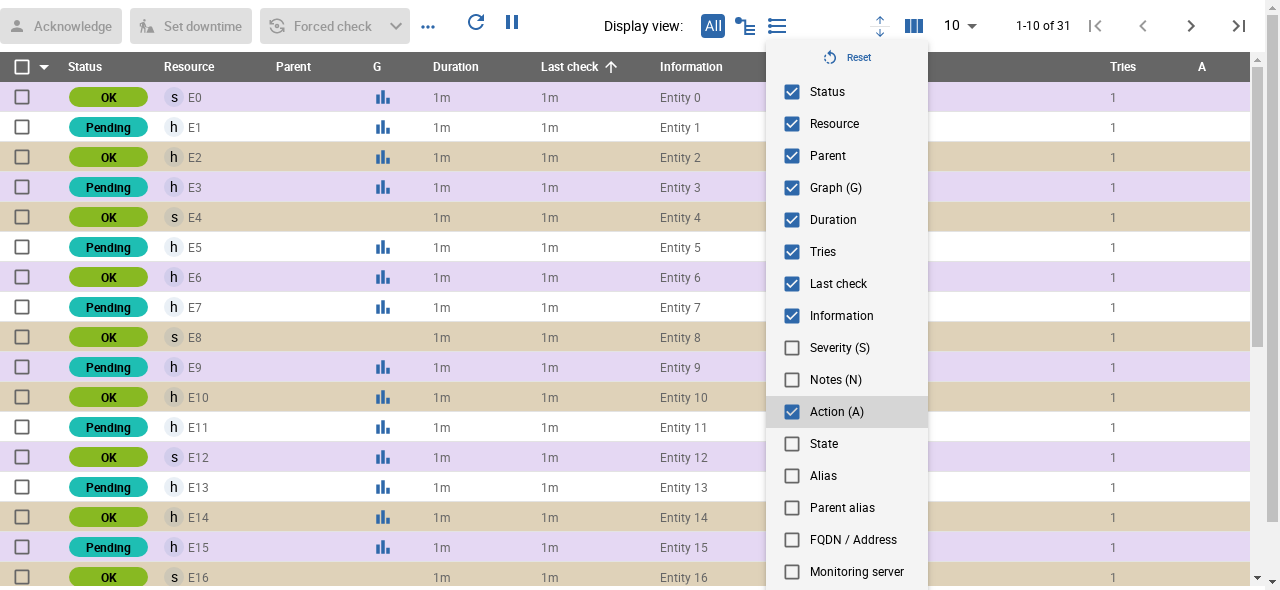 Acknowledge Set downtime Forced check Display view: All 10 1-10 of 31
Status Resource Parent G Duration Last check Information Tries A
Reset
OK s E0 1m 1m Entity 0 1
Status
Pending h E1 1m 1m Entity 1 1
Resource
OK h E2 1m 1m Entity 2 1
Parent
Pending h E3 1m 1m Entity 3 1
Graph (G)
OK s E4 1m 1m Entity 4 1
Duration
Pending h E5 1m 1m Entity 5 1
Tries
OK h E6 1m 1m Entity 6 1
Last check
Pending h E7 1m 1m Entity 7 1
Information
OK s E8 1m 1m Entity 8 1
Severity (S)
Pending h E9 1m 1m Entity 9 1
Notes (N)
OK h E10 1m 1m Entity 10 1
Action (A)
Pending h E11 1m 1m Entity 11 1
State
OK s E12 1m 1m Entity 12 1
Alias
Pending h E13 1m 1m Entity 13 1
Parent alias
OK h E14 1m 1m Entity 14 1
FQDN / Address
Pending h E15 1m 1m Entity 15 1
Monitoring server
OK s E16 1m 1m Entity 16 1